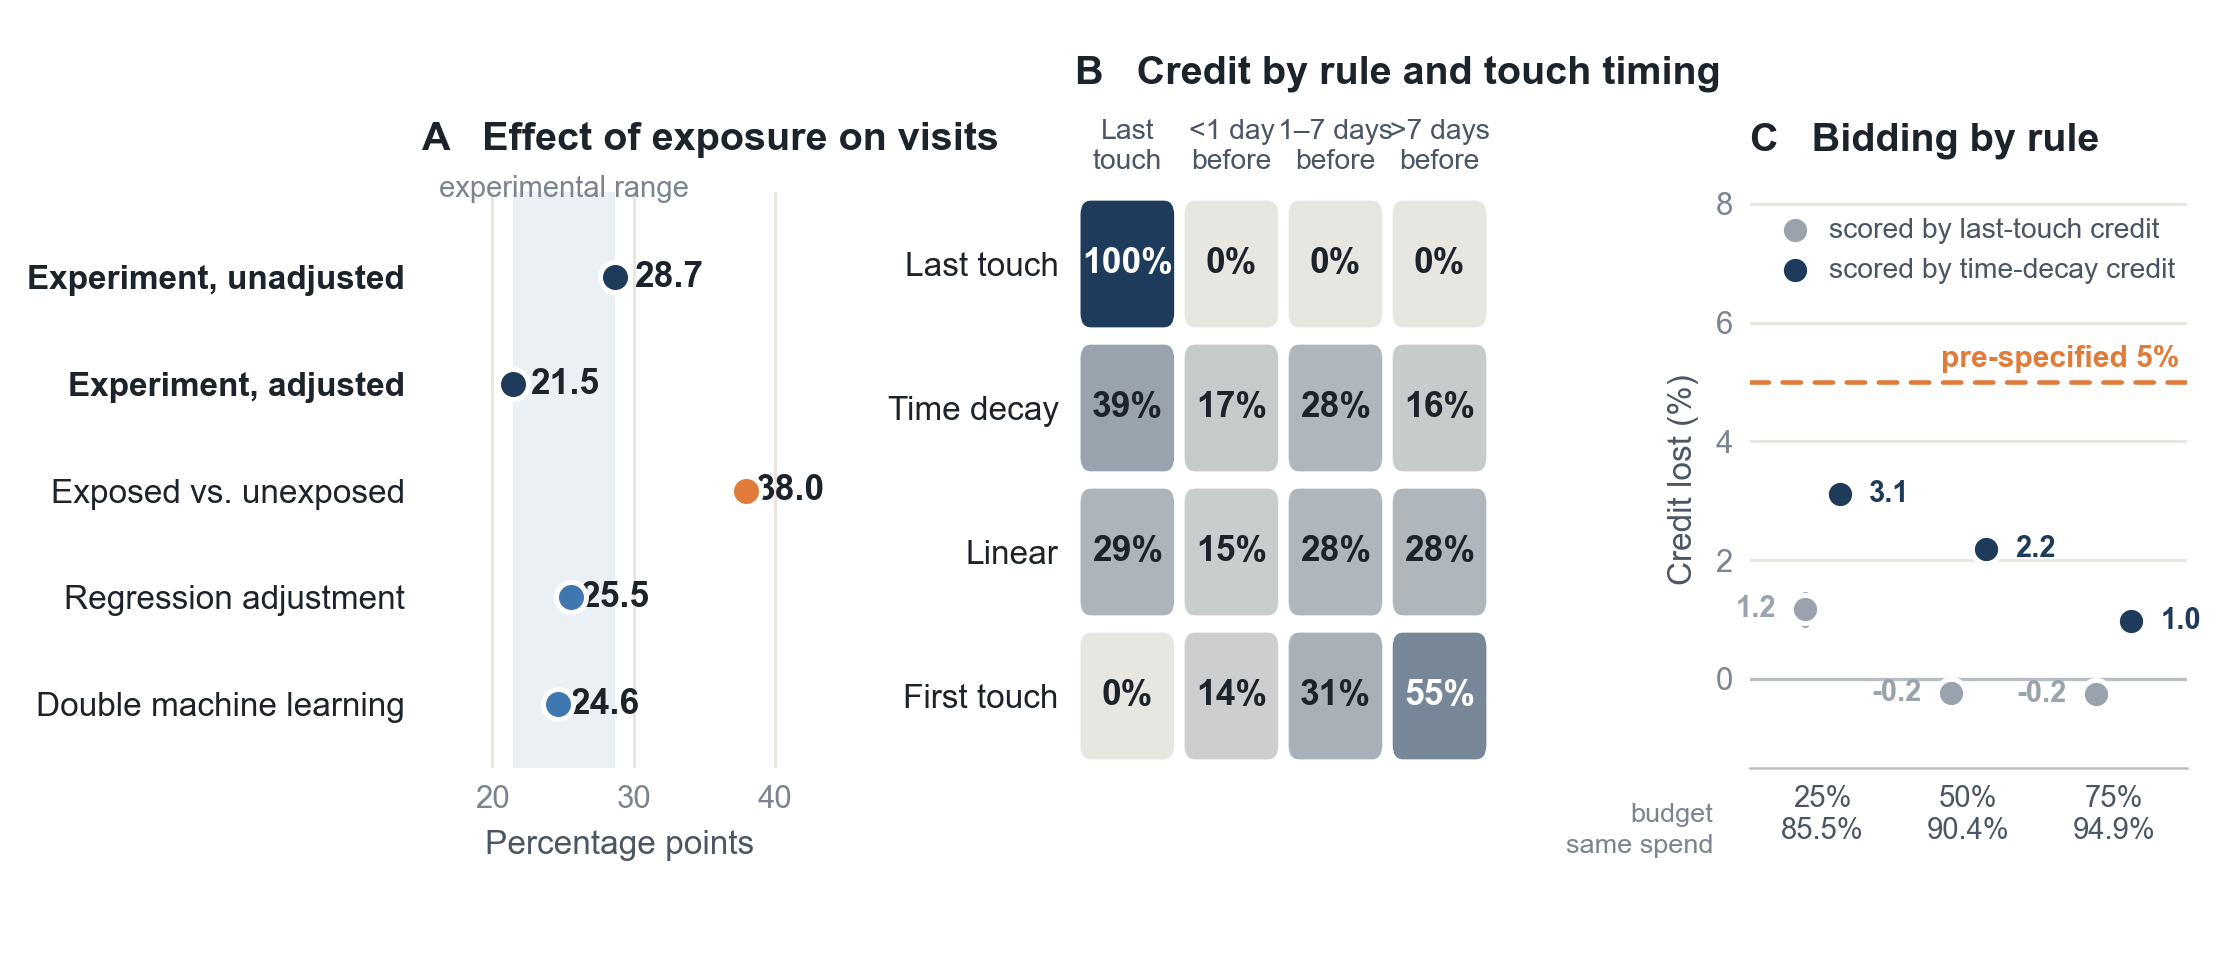 A Effect of exposure on visits
experimental range
Experiment, unadjusted
28.7
Experiment, adjusted
21.5
Exposed vs. unexposed
38.0
Regression adjustment
25.5
Double machine learning
24.6
20 30 40
Percentage points
B Credit by rule and touch timing
Last touch
<1 day before
1–7 days before
>7 days before
Last touch 100% 0% 0% 0%
Time decay 39% 17% 28% 16%
Linear 29% 15% 28% 28%
First touch 0% 14% 31% 55%
C Bidding by rule
8
scored by last-touch credit
scored by time-decay credit
6
pre-specified 5%
4
Credit lost (%)
3.1
2.2
2
1.2
1.0
0
-0.2
-0.2
25% 50% 75%
budget
85.5% 90.4% 94.9%
same spend